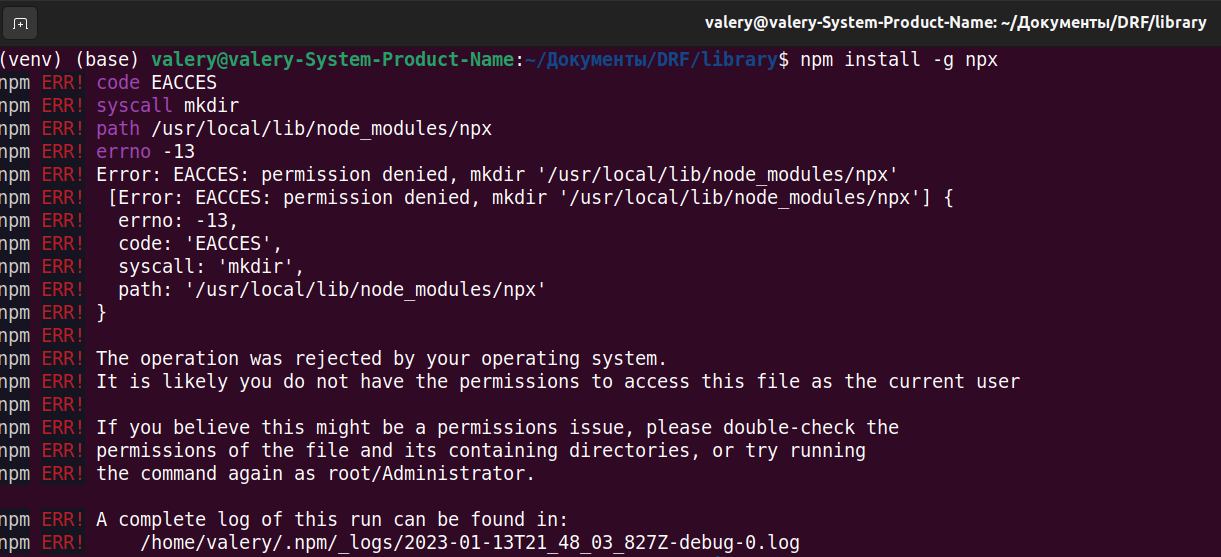 valery@valery-System-Product-Name: ~/Документы/DRF/library
(venv) (base) valery@valery-System-Product-Name:~/Документы/DRF/library$ npm install -g npx
npm ERR! code EACCES
npm ERR! syscall mkdir
npm ERR! path /usr/local/lib/node_modules/npx
npm ERR! errno -13
npm ERR! Error: EACCES: permission denied, mkdir '/usr/local/lib/node_modules/npx'
npm ERR!  [Error: EACCES: permission denied, mkdir '/usr/local/lib/node_modules/npx'] {
npm ERR!   errno: -13,
npm ERR!   code: 'EACCES',
npm ERR!   syscall: 'mkdir',
npm ERR!   path: '/usr/local/lib/node_modules/npx'
npm ERR! }
npm ERR!
npm ERR! The operation was rejected by your operating system.
npm ERR! It is likely you do not have the permissions to access this file as the current user
npm ERR!
npm ERR! If you believe this might be a permissions issue, please double-check the
npm ERR! permissions of the file and its containing directories, or try running
npm ERR! the command again as root/Administrator.
npm ERR! A complete log of this run can be found in:
npm ERR!     /home/valery/.npm/_logs/2023-01-13T21_48_03_827Z-debug-0.log